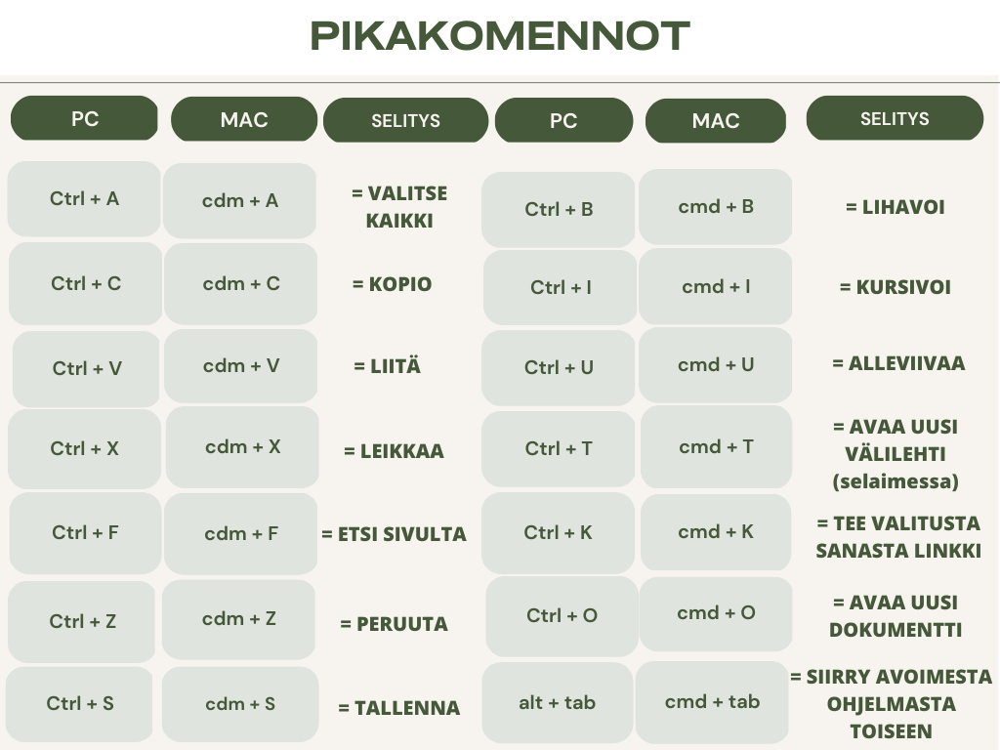 PIKAKOMENNOT
PC MAC SELITYS PC MAC SELITYS
Ctrl + A cdm + A = VALITSE
KAIKKI
Ctrl + B cmd + B = LIHAVOI
Ctrl + C cdm + C = KOPIO
Ctrl + I cmd + I = KURSIVOI
Ctrl + V cdm + V = LIITÄ
Ctrl + U cmd + U = ALLEVIIVAA
Ctrl + X cdm + X = LEIKKAA
Ctrl + T cmd + T = AVAA UUSI
VÄLILEHTI
(selaimessa)
Ctrl + F cdm + F = ETSI SIVULTA
Ctrl + K cmd + K = TEE VALITUSTA
SANASTA LINKKI
Ctrl + Z cdm + Z = PERUUTA
Ctrl + O cmd + O = AVAA UUSI
DOKUMENTTI
Ctrl + S cdm + S = TALLENNA
alt + tab cmd + tab = SIIRRY AVOIMESTA
OHJELMASTA
TOISEEN